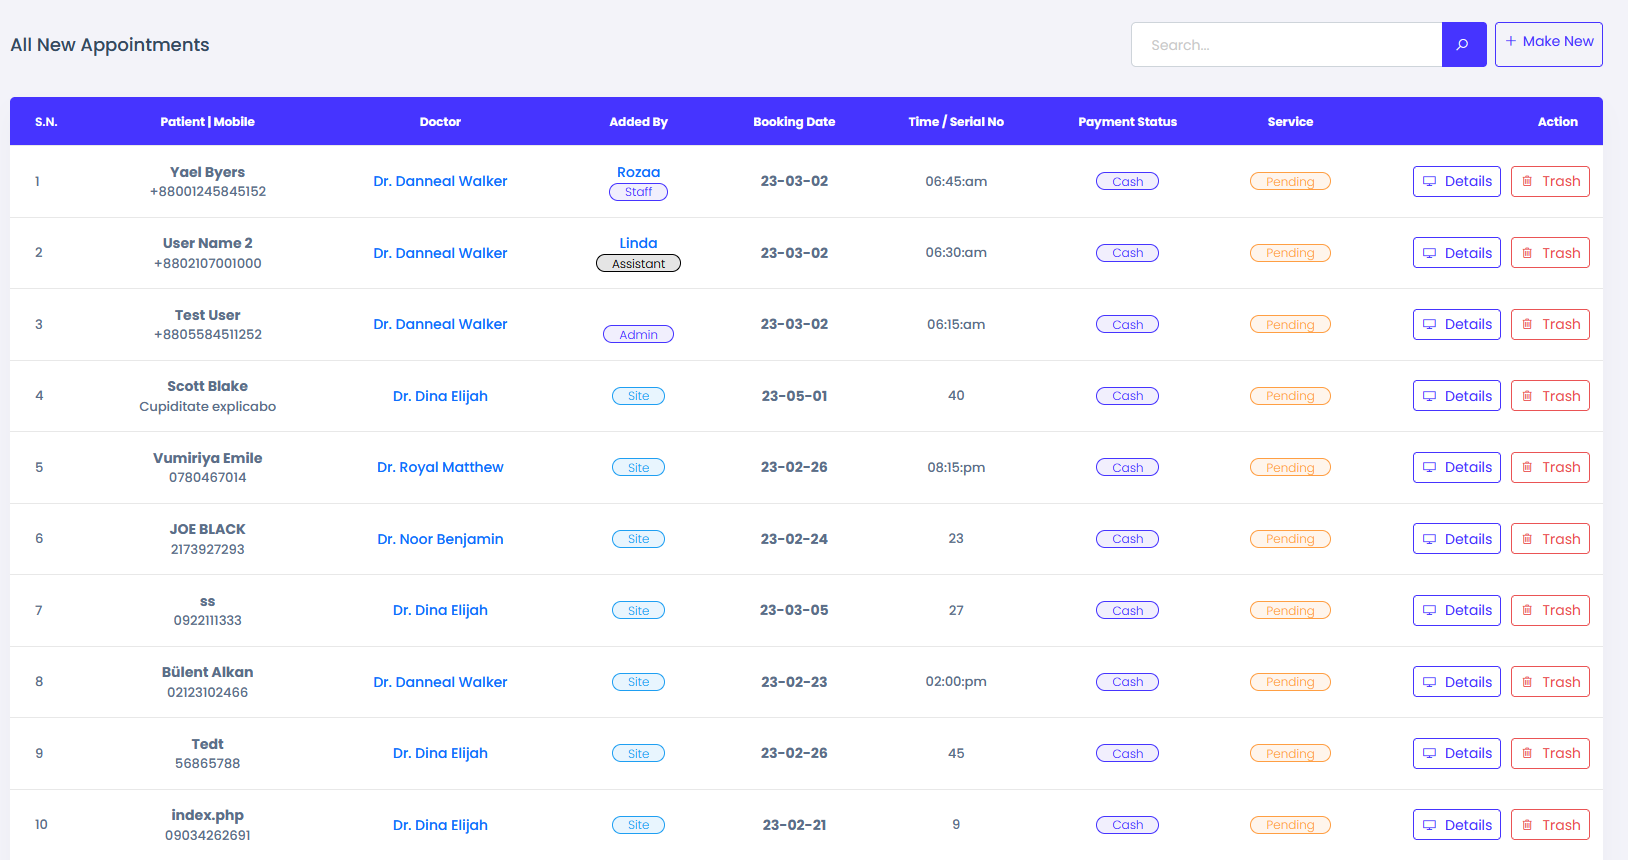 All New Appointments
Search...
+ Make New
S.N. Patient | Mobile Doctor Added By Booking Date Time / Serial No Payment Status Service Action
1 Yael Byers Dr. Danneal Walker Rozaa 23-03-02 06:45:am Cash Pending Details Trash
+88001245845152 Staff
2 User Name 2 Dr. Danneal Walker Linda 23-03-02 06:30:am Cash Pending Details Trash
+8802107001000 Assistant
3 Test User Dr. Danneal Walker 23-03-02 06:15:am Cash Pending Details Trash
+8805584511252 Admin
4 Scott Blake Dr. Dina Elijah Site 23-05-01 40 Cash Pending Details Trash
Cupiditate explicabo
5 Vumiriya Emile Dr. Royal Matthew Site 23-02-26 08:15:pm Cash Pending Details Trash
0780467014
6 JOE BLACK Dr. Noor Benjamin Site 23-02-24 23 Cash Pending Details Trash
2173927293
7 ss Dr. Dina Elijah Site 23-03-05 27 Cash Pending Details Trash
0922111333
8 Bülent Alkan Dr. Danneal Walker Site 23-02-23 02:00:pm Cash Pending Details Trash
02123102466
9 Tedt Dr. Dina Elijah Site 23-02-26 45 Cash Pending Details Trash
56865788
10 index.php Dr. Dina Elijah Site 23-02-21 9 Cash Pending Details Trash
09034262691